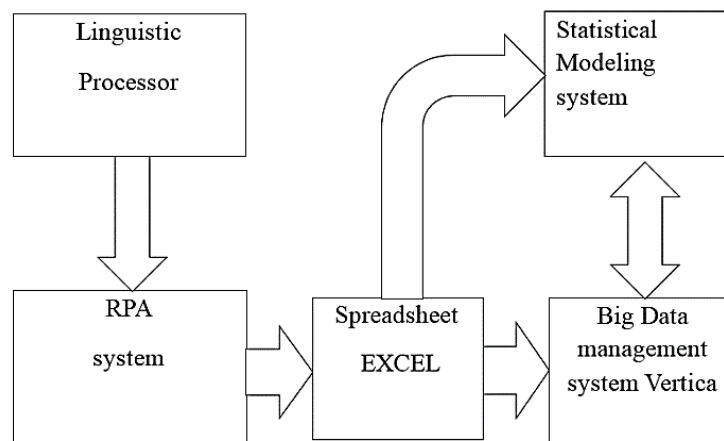 Linguistic
Processor
Statistical
Modeling
system
RPA
system
Spreadsheet
EXCEL
Big Data
management
system Vertica